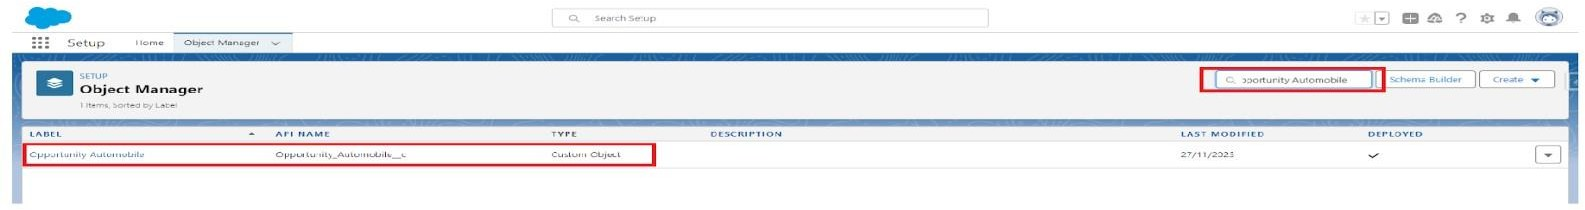 Search Setup
Setup Home Object Manager
SETUP
Object Manager
1 Items, Sorted by Label
pportunity Automobile
Schema Builder
Create
LABEL API NAME TYPE DESCRIPTION LAST MODIFIED DEPLOYED
Opportunity Automobile Opportunity_Automobile__c Custom Object 27/11/2023